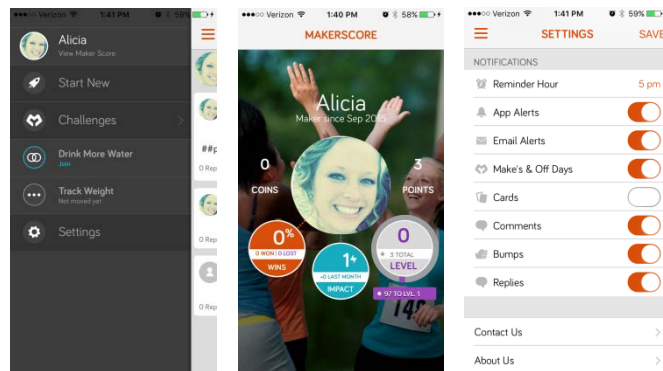 Verizon 1:41 PM 59%
Alicia
View Maker Score
Start New
Challenges
Drink More Water
Join
Track Weight
Not moved yet
Settings
##p
0 Rep
0 Rep
0 Rep
Verizon 1:40 PM 58%
MAKERSCORE
Alicia
Maker since Sep 2015
0
COINS
3
POINTS
0%
0 WON | 0 LOST
WINS
1
+0 LAST MONTH
IMPACT
0
3 TOTAL
LEVEL
97 TO LVL. 1
Verizon 1:41 PM 59%
SETTINGS SAVE
NOTIFICATIONS
Reminder Hour 5 pm
App Alerts
Email Alerts
Make's & Off Days
Cards
Comments
Bumps
Replies
Contact Us
About Us